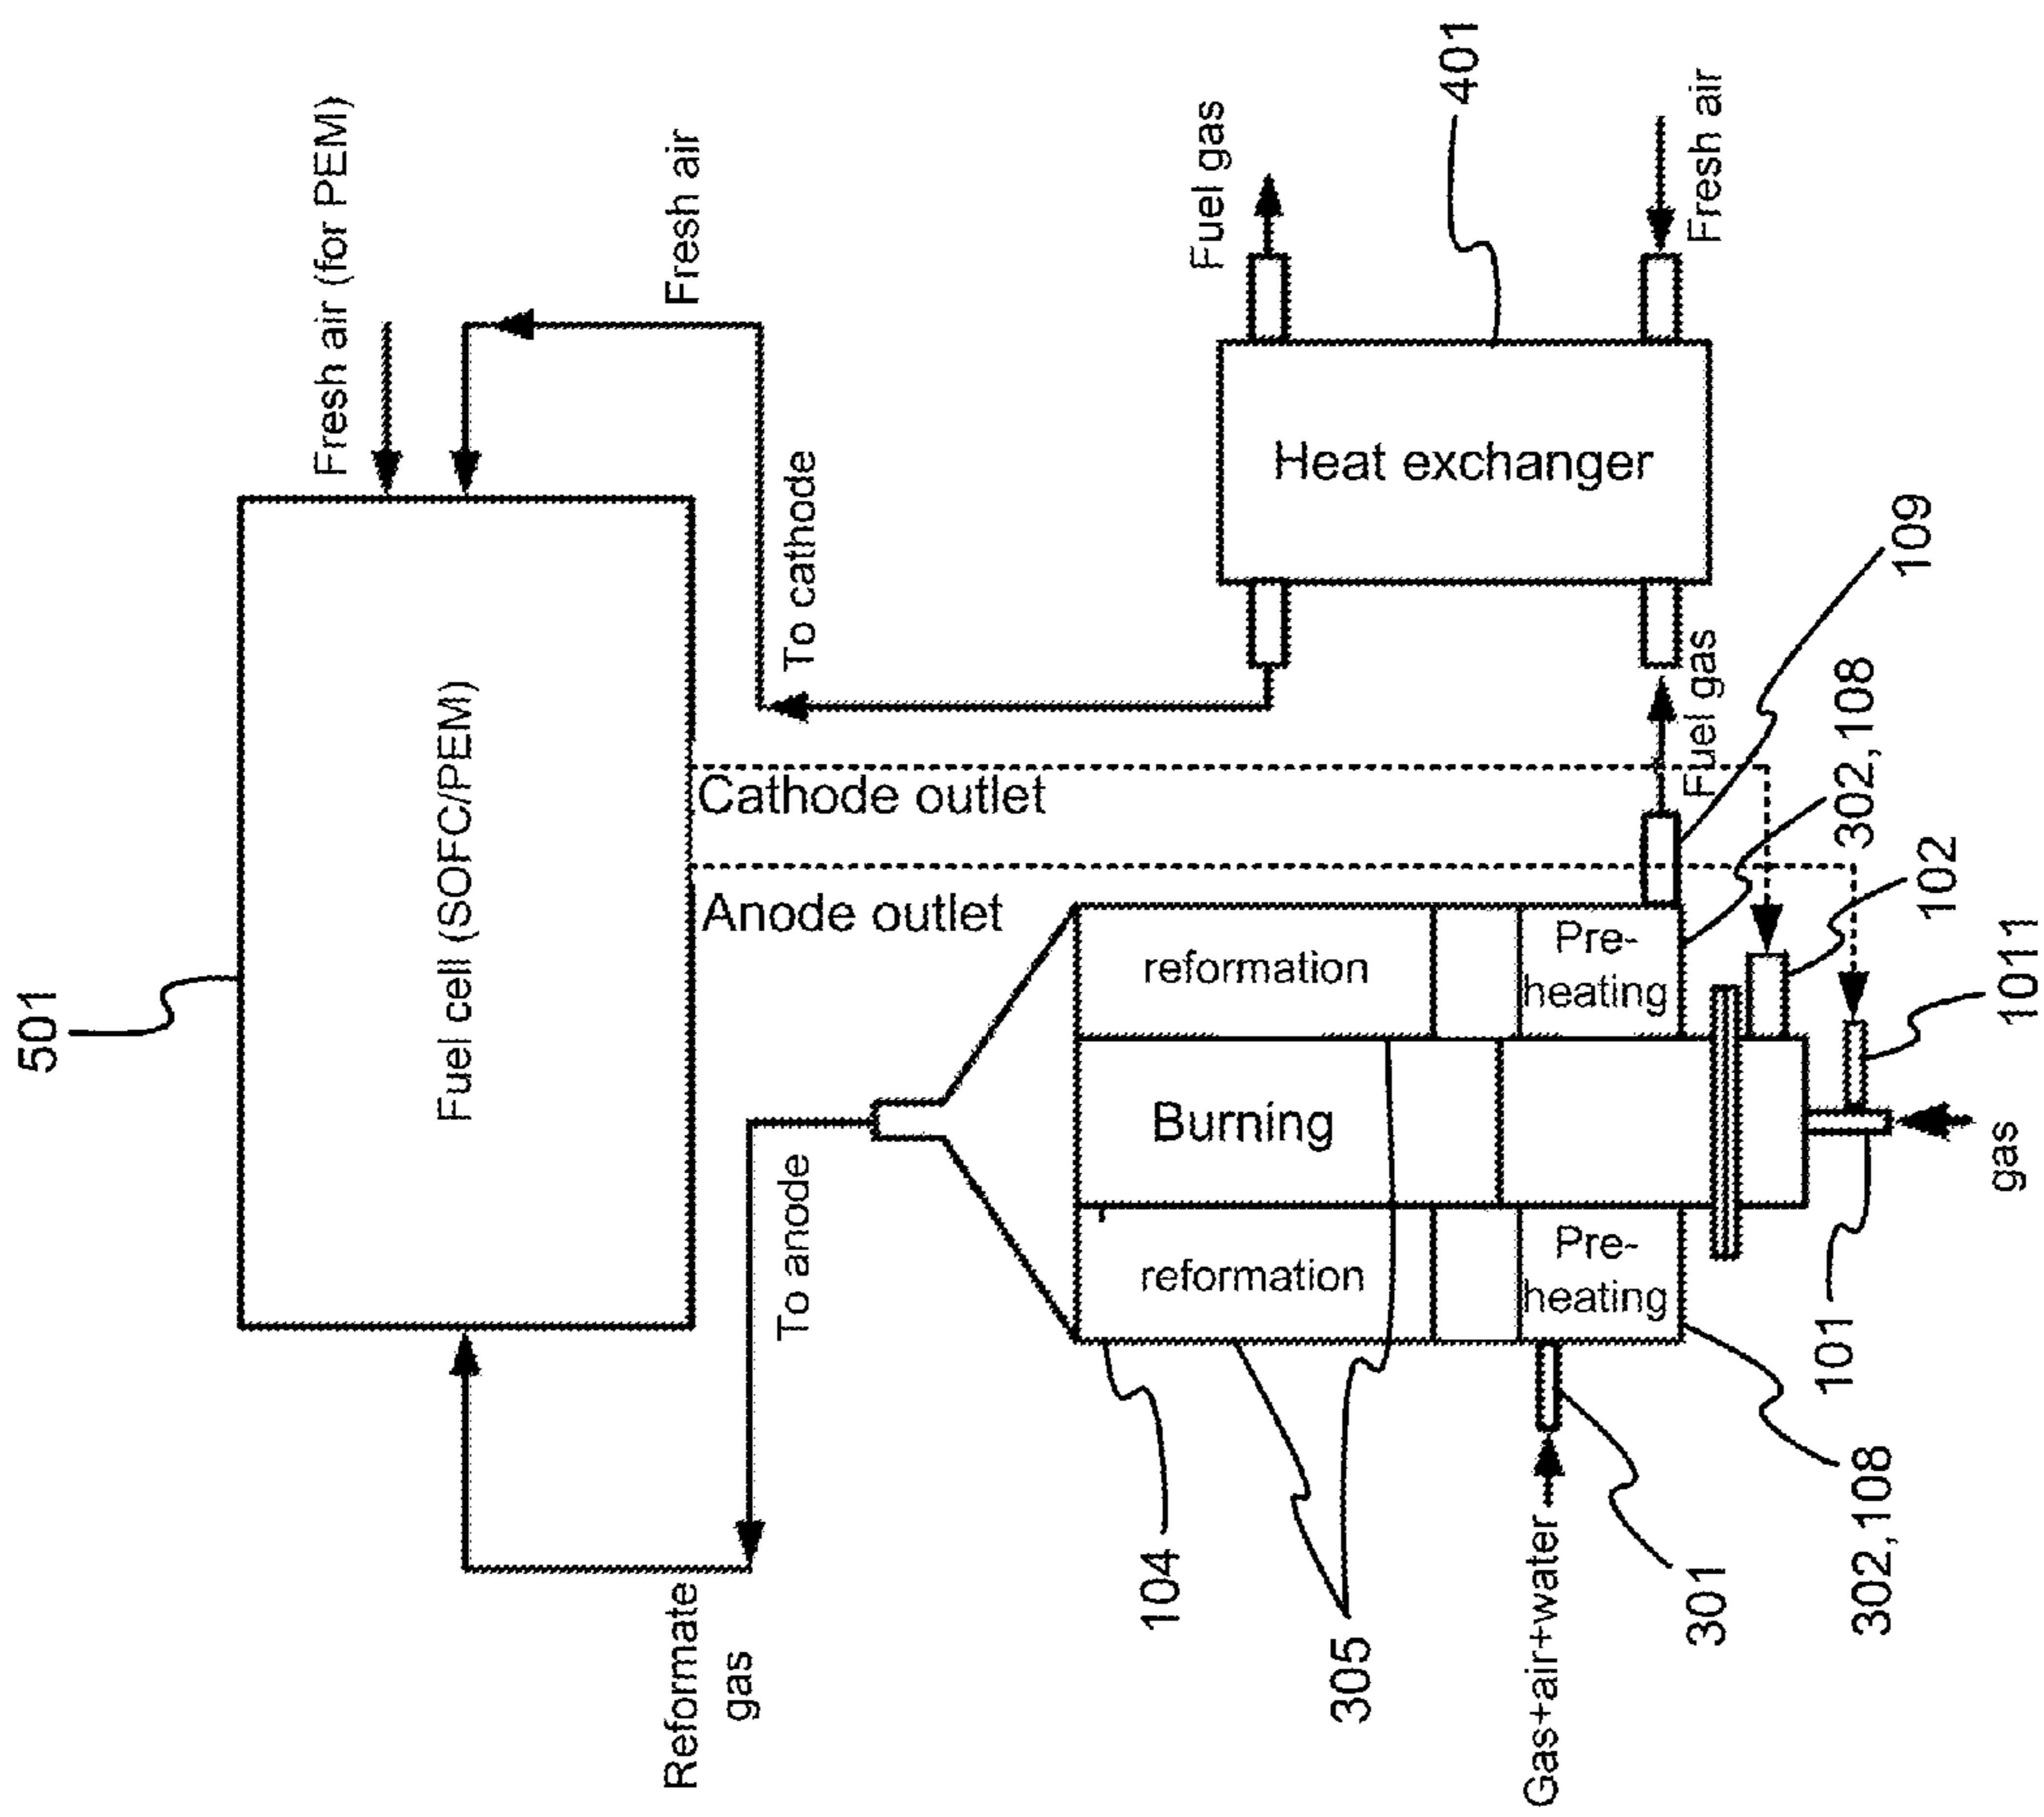 501
Fuel cell (SOFC/PEM)
Fresh air (for PEM)
Fresh air
To cathode
Cathode outlet
Anode outlet
To anode
Reformate
gas
Fuel gas
401
Heat exchanger
Fresh air
Fuel gas
109
302,108
102
1011
reformation
Pre-
heating
Burning
reformation
Pre-
heating
gas
101
104
305
301
302,108
Gas+air+water